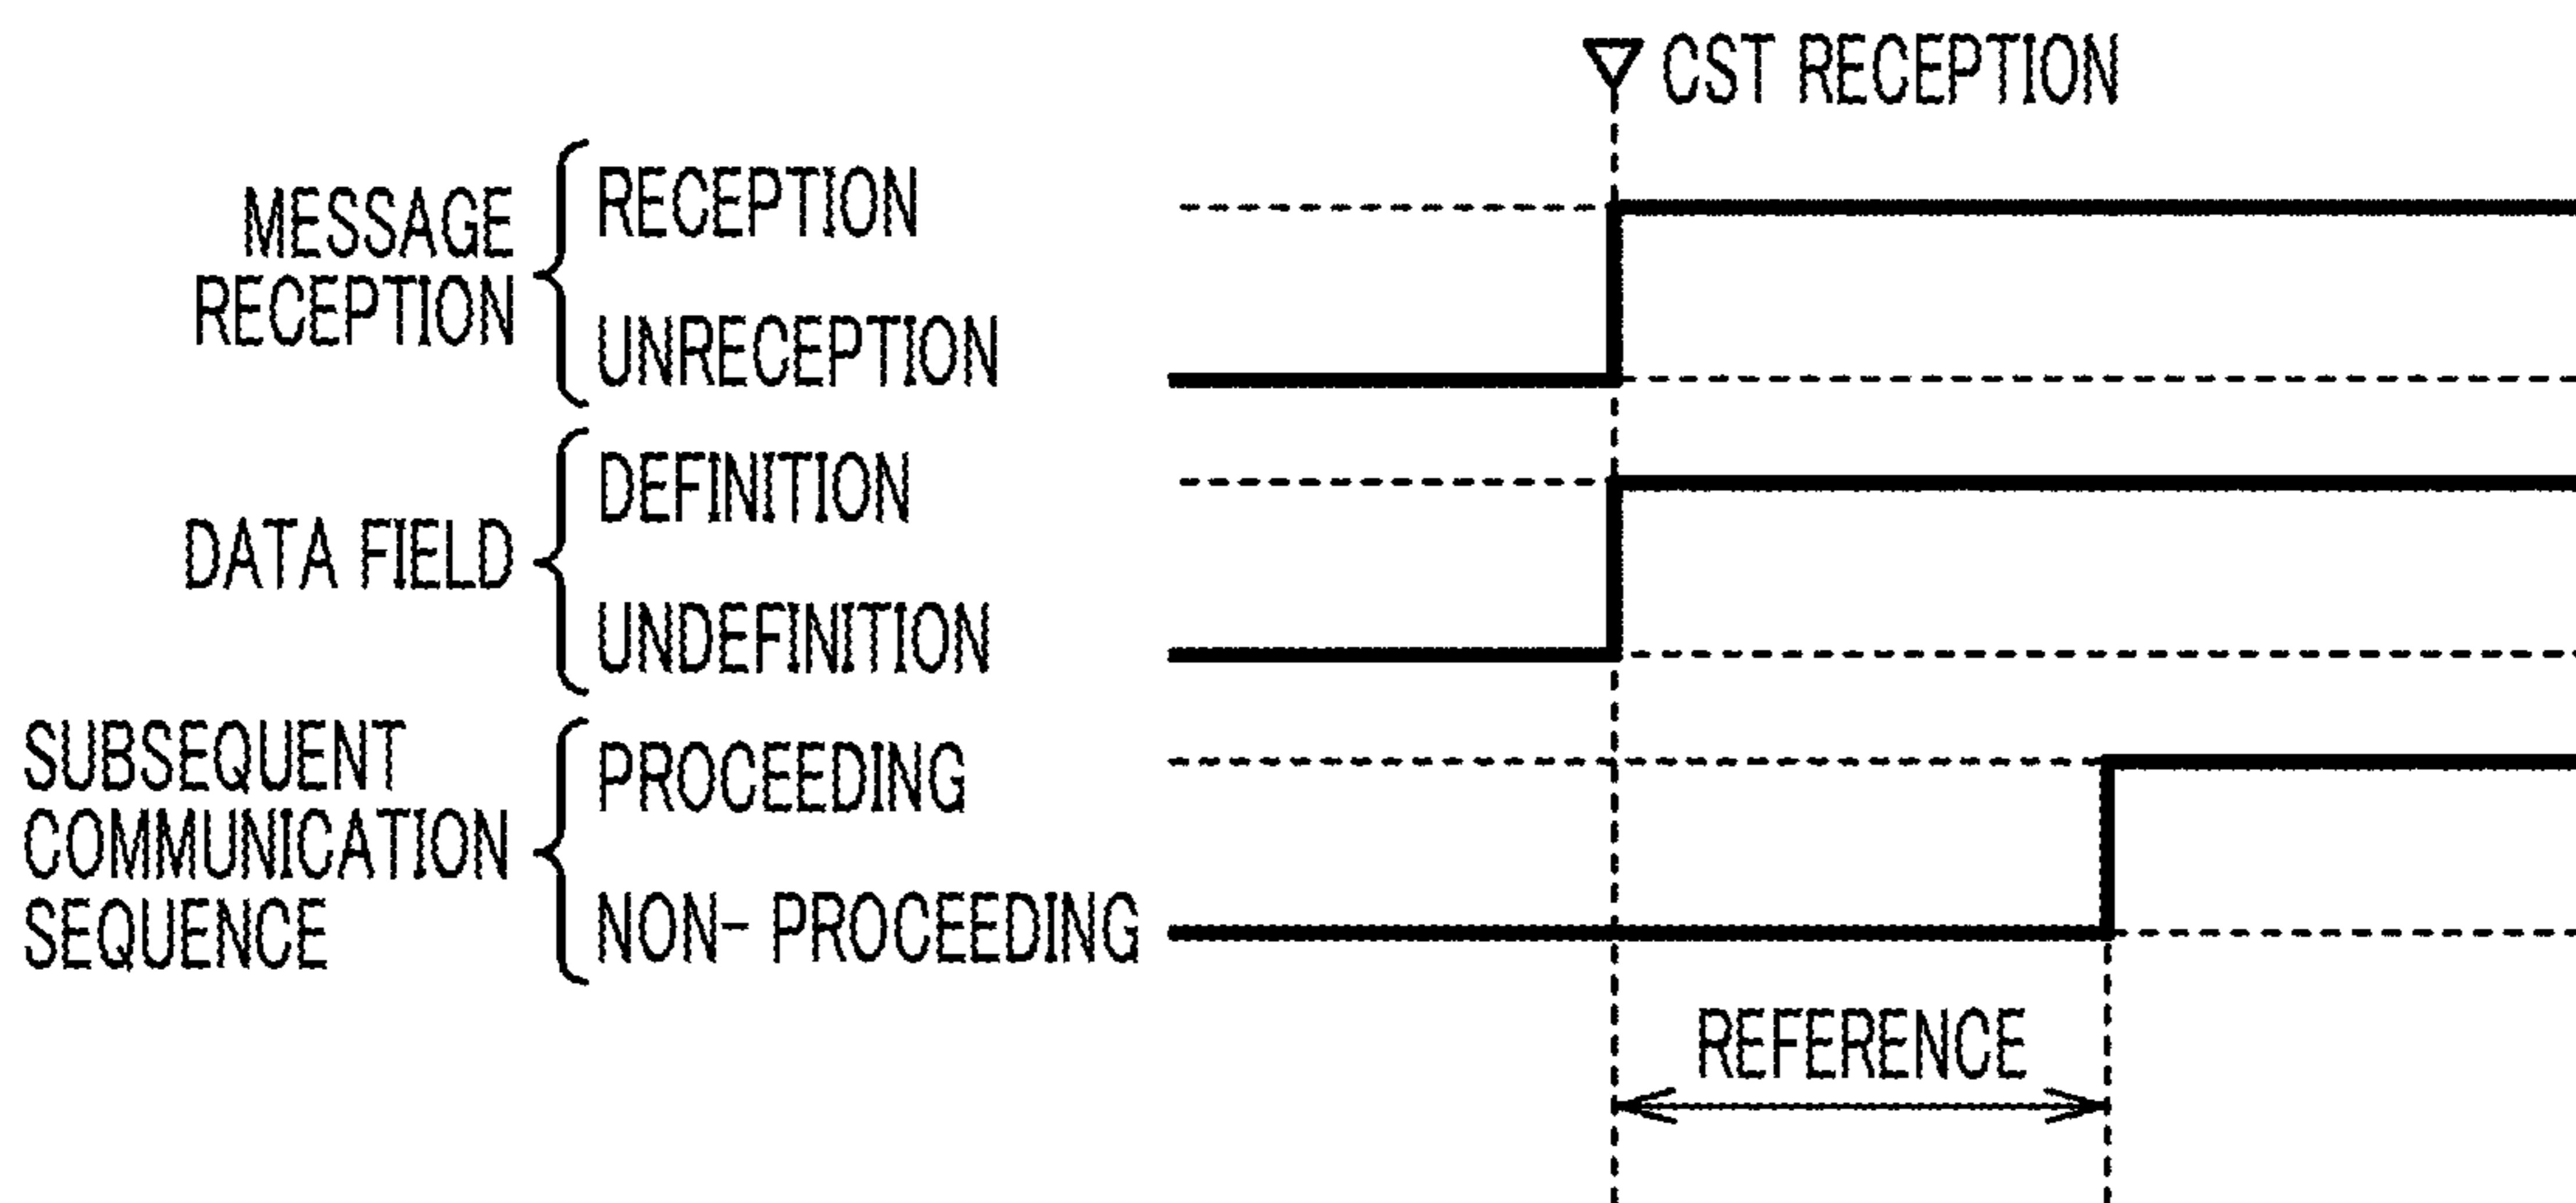 CST RECEPTION
MESSAGE
RECEPTION
RECEPTION
UNRECEPTION
DATA FIELD
DEFINITION
UNDEFINITION
SUBSEQUENT
COMMUNICATION
SEQUENCE
PROCEEDING
NON- PROCEEDING
REFERENCE